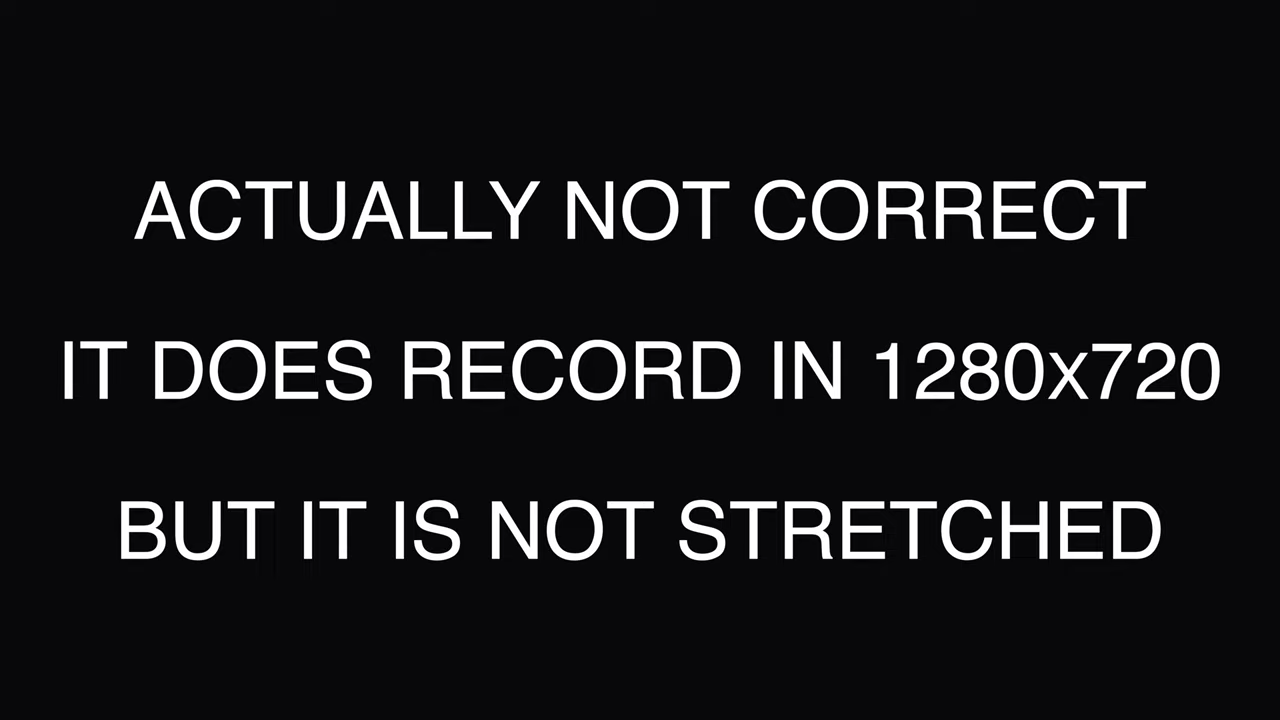 ACTUALLY NOT CORRECT
IT DOES RECORD IN 1280x720
BUT IT IS NOT STRETCHED